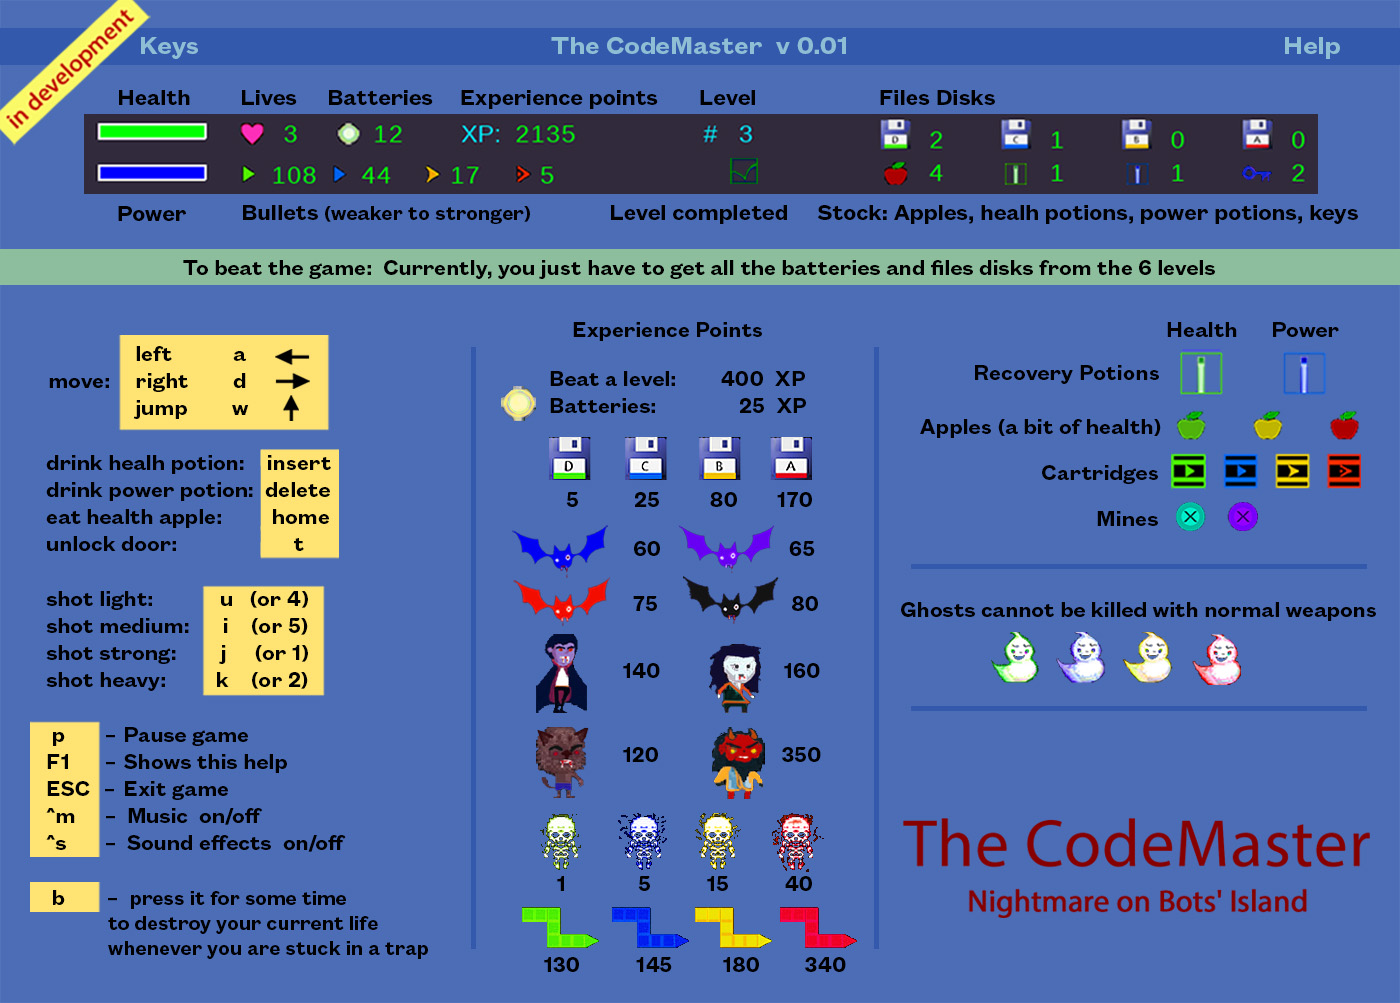 in development
Keys
The CodeMaster v 0.01
Help
Health Lives Batteries Experience points Level Files Disks
3 12 XP: 2135 # 3 2 1 0 0
108 44 17 5 4 1 1 2
Power Bullets (weaker to stronger) Level completed Stock: Apples, healh potions, power potions, keys
To beat the game: Currently, you just have to get all the batteries and files disks from the 6 levels
move:
left a
right d
jump w
drink healh potion: insert
drink power potion: delete
eat health apple: home
unlock door: t
shot light: u (or 4)
shot medium: i (or 5)
shot strong: j (or 1)
shot heavy: k (or 2)
p – Pause game
F1 – Shows this help
ESC – Exit game
^m – Music on/off
^s – Sound effects on/off
b – press it for some time
to destroy your current life
whenever you are stuck in a trap
Experience Points
Beat a level: 400 XP
Batteries: 25 XP
D C B A
5 25 80 170
60 65
75 80
140 160
120 350
1 5 15 40
130 145 180 340
Health Power
Recovery Potions
Apples (a bit of health)
Cartridges
Mines
Ghosts cannot be killed with normal weapons
The CodeMaster
Nightmare on Bots' Island